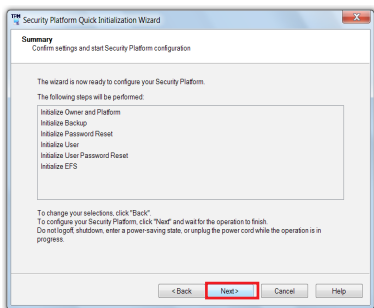 Security Platform Quick Initialization Wizard
Summary
Confirm settings and start Security Platform configuration
The wizard is now ready to configure your Security Platform.
The following steps will be performed:
Initialize Owner and Platform
Initialize Backup
Initialize Password Reset
Initialize User
Initialize User Password Reset
Initialize EFS
To change your selections, click "Back".
To configure your Security Platform, click "Next" and wait for the operation to finish.
Do not logoff, shutdown, enter a power-saving state, or unplug the power cord while the operation is in
progress.
< Back Next > Cancel Help